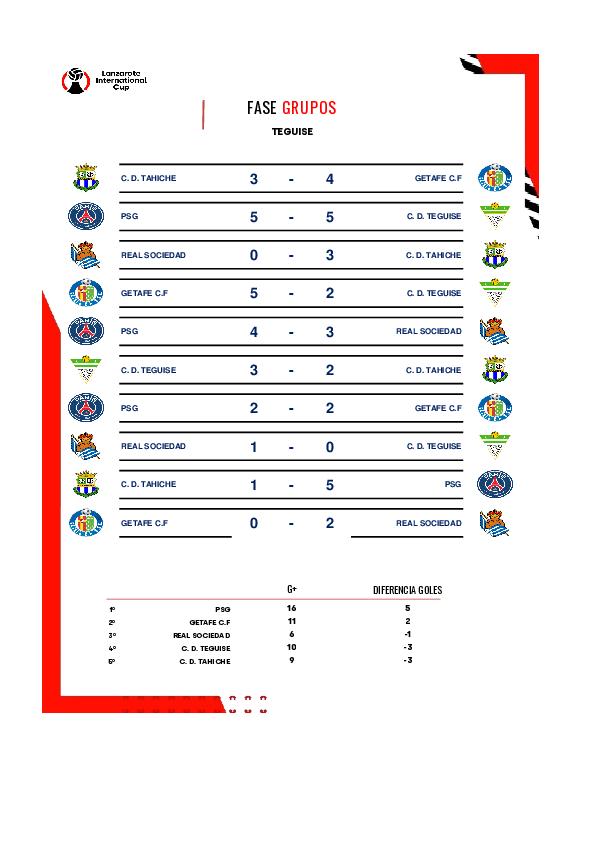 Lanzarote
International
Cup
FASE GRUPOS
TEGUISE
C. D. TAHICHE 3 - 4 GETAFE C.F
PSG 5 - 5 C. D. TEGUISE
REAL SOCIEDAD 0 - 3 C. D. TAHICHE
GETAFE C.F 5 - 2 C. D. TEGUISE
PSG 4 - 3 REAL SOCIEDAD
C. D. TEGUISE 3 - 2 C. D. TAHICHE
PSG 2 - 2 GETAFE C.F
REAL SOCIEDAD 1 - 0 C. D. TEGUISE
C. D. TAHICHE 1 - 5 PSG
GETAFE C.F 0 - 2 REAL SOCIEDAD
G+ DIFERENCIA GOLES
1º PSG 16 5
2º GETAFE C.F 11 2
3º REAL SOCIEDAD 6 -1
4º C. D. TEGUISE 10 -3
5º C. D. TAHICHE 9 -3